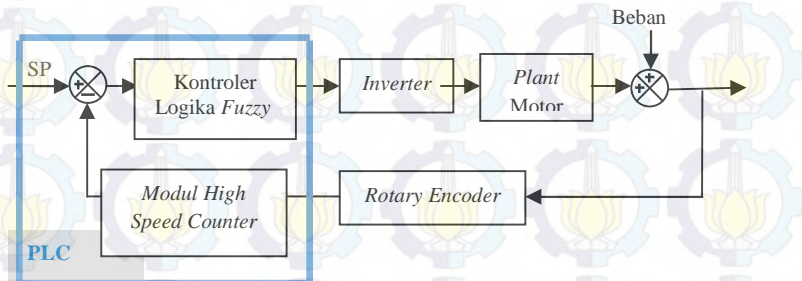 Beban
SP
Kontroler
Logika Fuzzy
Inverter
Plant
Motor
+
+
+
−
Modul High
Speed Counter
Rotary Encoder
PLC